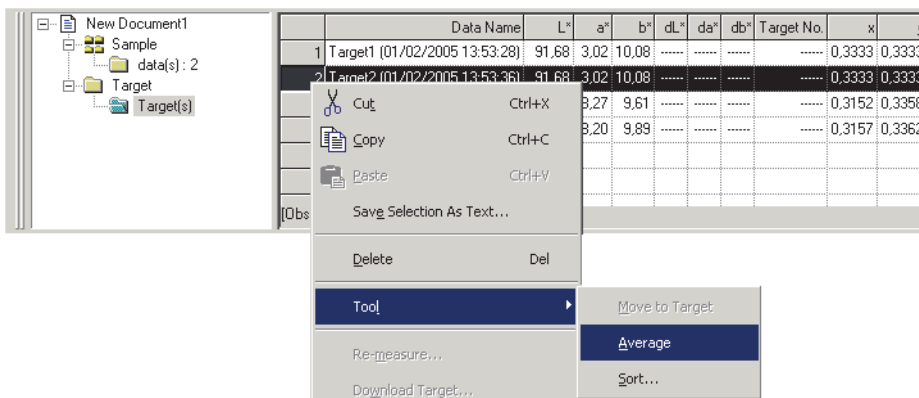 New Document1
Sample
data(s) : 2
Target
Target(s)
Data Name L* a* b* dL* da* db* Target No. x
1 Target1 (01/02/2005 13:53:28) 91,68 3,02 10,08 ----- ----- ----- ----- 0,3333 0,3333
2 Target2 (01/02/2005 13:53:36) 91,68 3,02 10,08 ----- ----- ----- ----- 0,3333 0,3333
9,61 ----- ----- ----- ----- 0,3152 0,3358
9,89 ----- ----- ----- ----- 0,3157 0,3362
[Obs
Cut Ctrl+X
Copy Ctrl+C
Paste Ctrl+V
Save Selection As Text...
Delete Del
Tool
Move to Target
Average
Sort...
Re-measure...
Download Target...